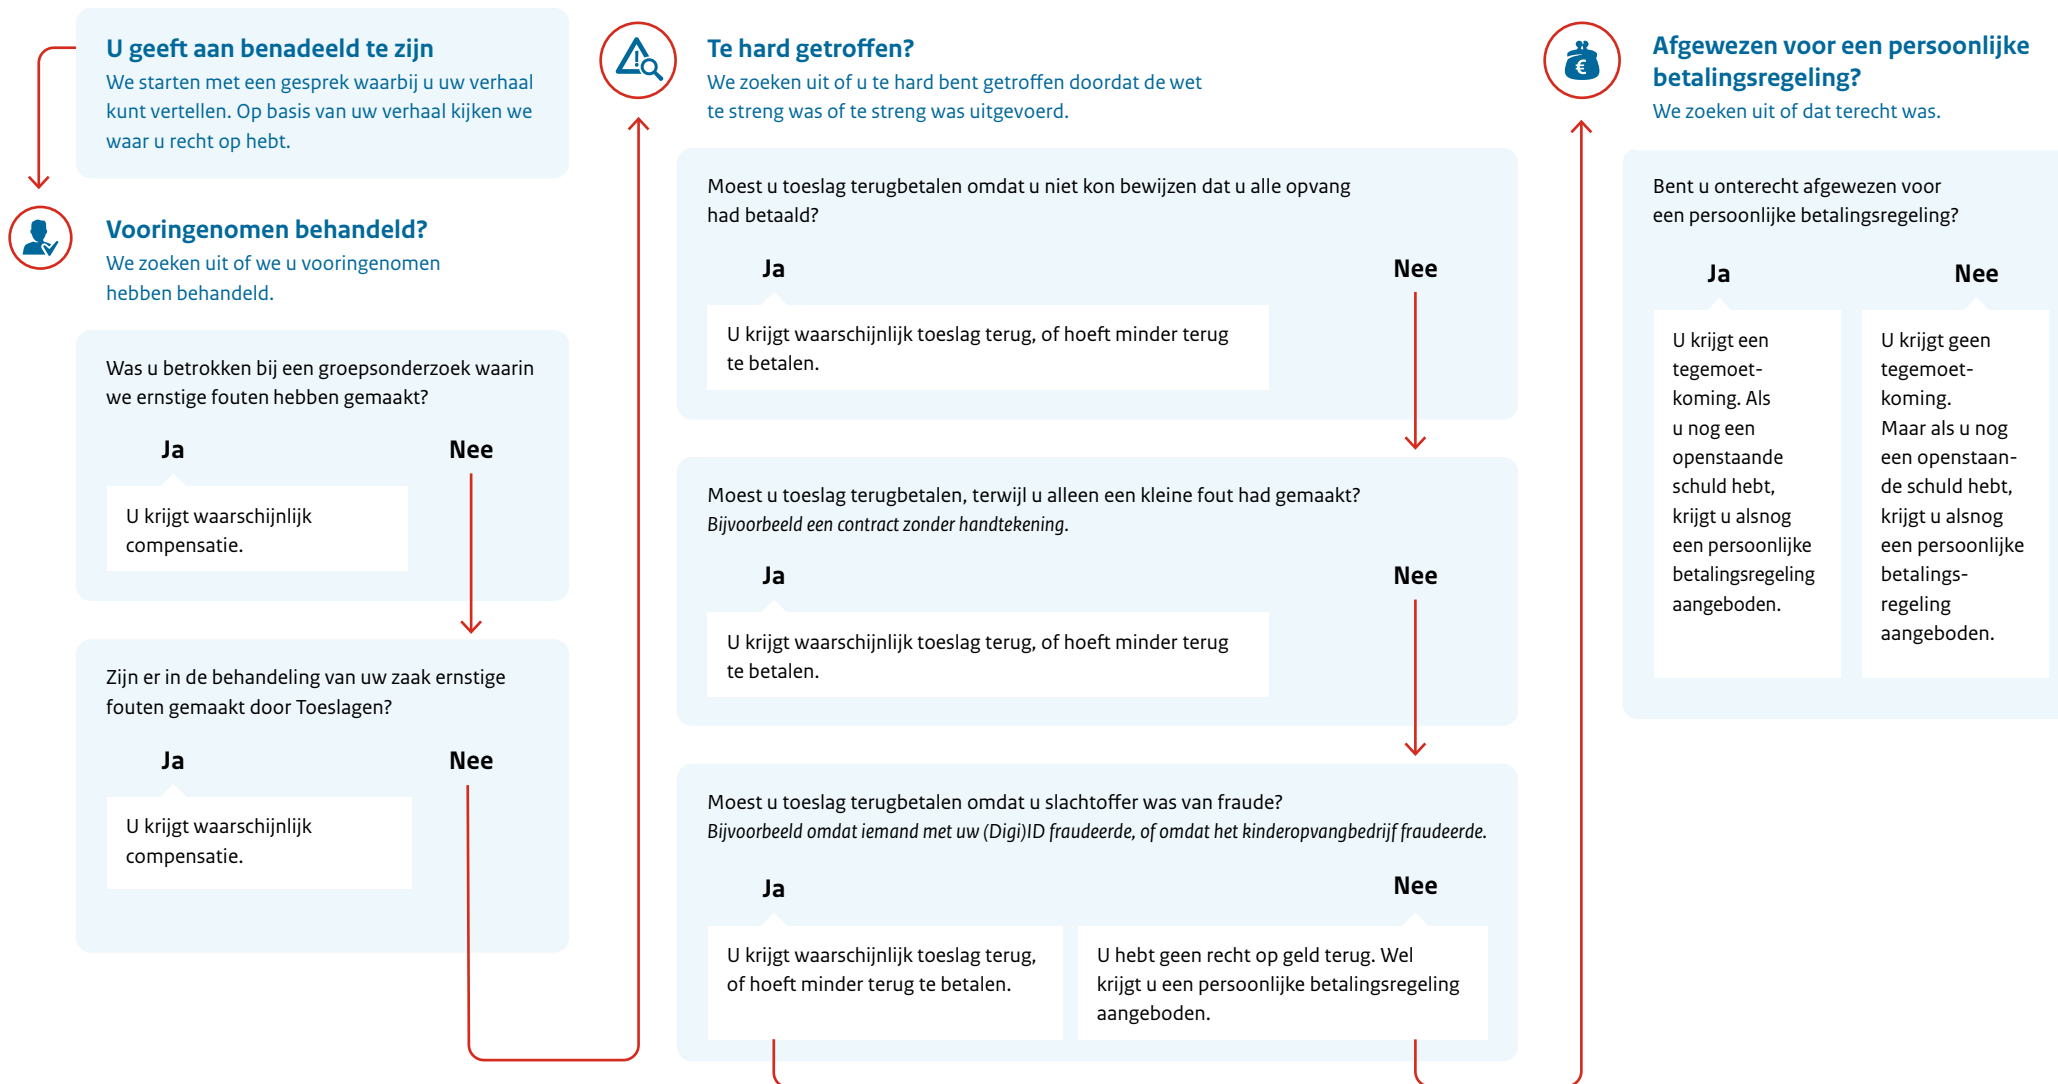 U geeft aan benadeeld te zijn
We starten met een gesprek waarbij u uw verhaal
kunt vertellen. Op basis van uw verhaal kijken we
waar u recht op hebt.
Vooringenomen behandeld?
We zoeken uit of we u vooringenomen
hebben behandeld.
Was u betrokken bij een groepsonderzoek waarin
we ernstige fouten hebben gemaakt?
Ja
Nee
U krijgt waarschijnlijk
compensatie.
Zijn er in de behandeling van uw zaak ernstige
fouten gemaakt door Toeslagen?
Ja
Nee
U krijgt waarschijnlijk
compensatie.
Te hard getroffen?
We zoeken uit of u te hard bent getroffen doordat de wet
te streng was of te streng was uitgevoerd.
Moest u toeslag terugbetalen omdat u niet kon bewijzen dat u alle opvang
had betaald?
Ja
Nee
U krijgt waarschijnlijk toeslag terug, of hoeft minder terug
te betalen.
Moest u toeslag terugbetalen, terwijl u alleen een kleine fout had gemaakt?
Bijvoorbeeld een contract zonder handtekening.
Ja
Nee
U krijgt waarschijnlijk toeslag terug, of hoeft minder terug
te betalen.
Moest u toeslag terugbetalen omdat u slachtoffer was van fraude?
Bijvoorbeeld omdat iemand met uw (Digi)ID fraudeerde, of omdat het kinderopvangbedrijf fraudeerde.
Ja
Nee
U krijgt waarschijnlijk toeslag terug,
of hoeft minder terug te betalen.
U hebt geen recht op geld terug. Wel
krijgt u een persoonlijke betalingsregeling
aangeboden.
€
Afgewezen voor een persoonlijke
betalingsregeling?
We zoeken uit of dat terecht was.
Bent u onterecht afgewezen voor
een persoonlijke betalingsregeling?
Ja
Nee
U krijgt een
tegemoet-
koming. Als
u nog een
openstaande
schuld hebt,
krijgt u alsnog
een persoonlijke
betalingsregeling
aangeboden.
U krijgt geen
tegemoet-
koming.
Maar als u nog
een openstaan-
de schuld hebt,
krijgt u alsnog
een persoonlijke
betalings-
regeling
aangeboden.